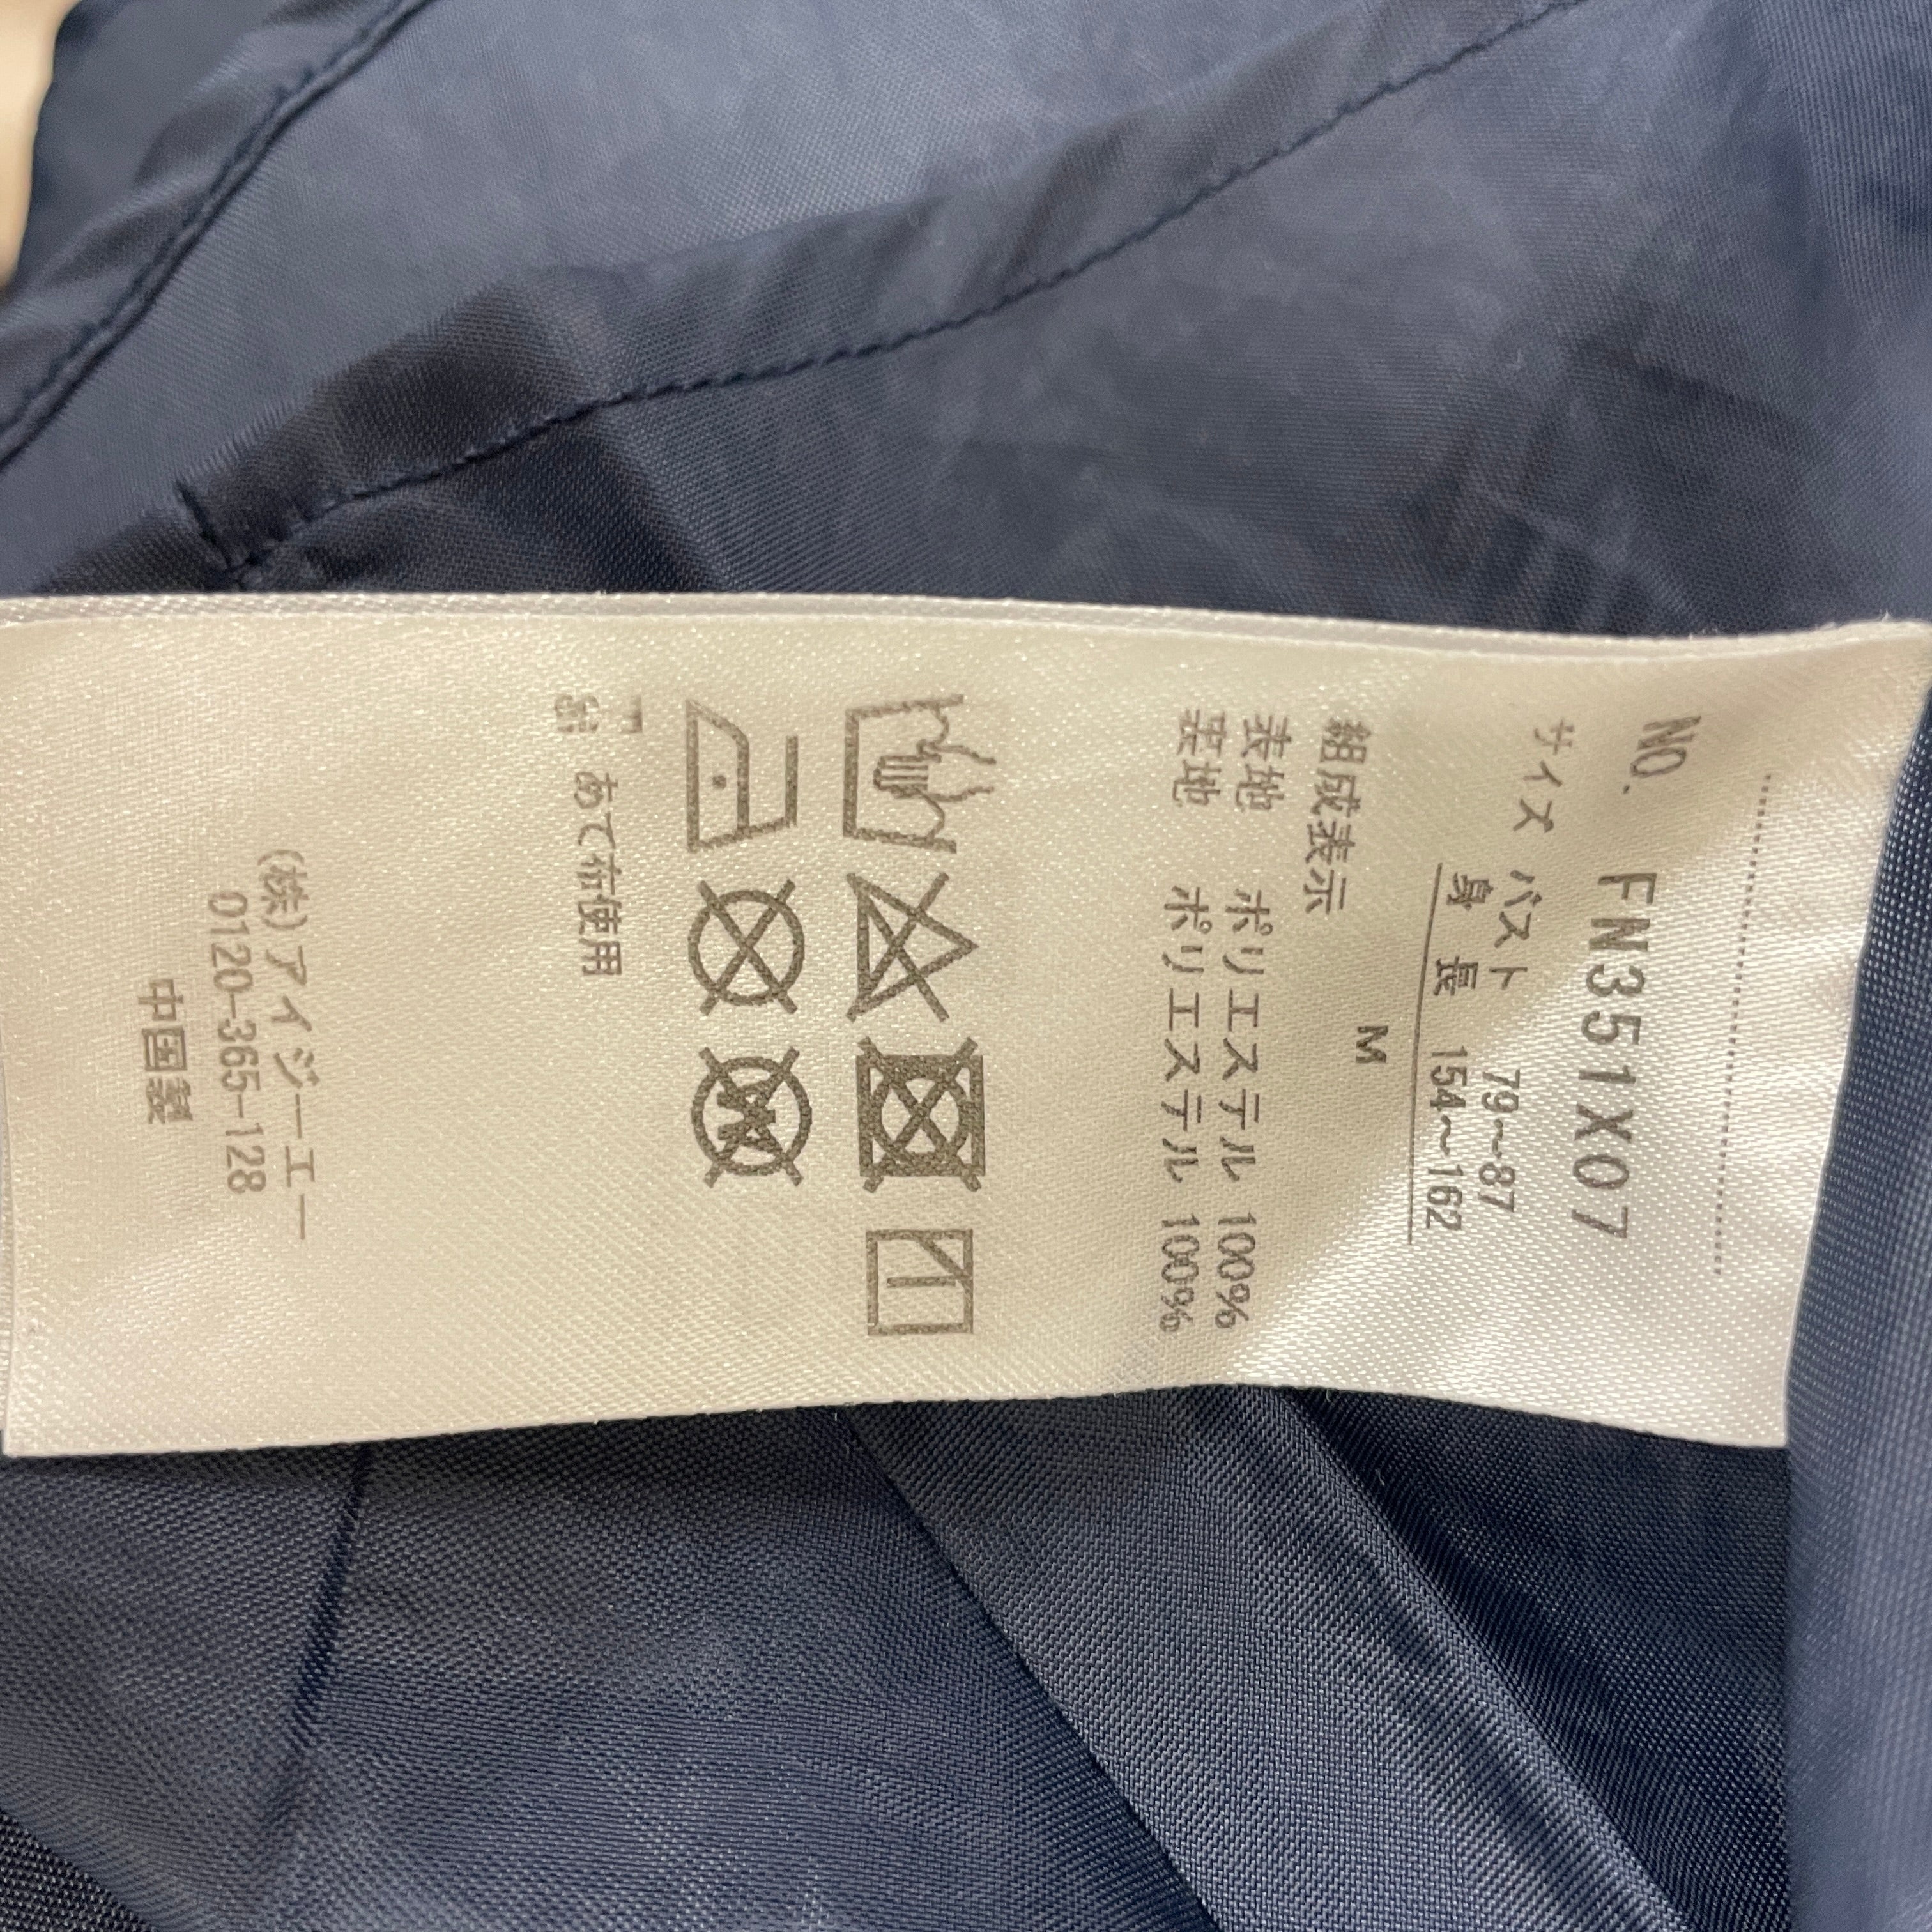 NO. FN351X07
サイズ バスト 79～87
身長 154～162
M
組成表示
表地 ポリエステル 100%
裏地 ポリエステル 100%
あて布使用
(株)アイジーエー
0120-365-128
中国製